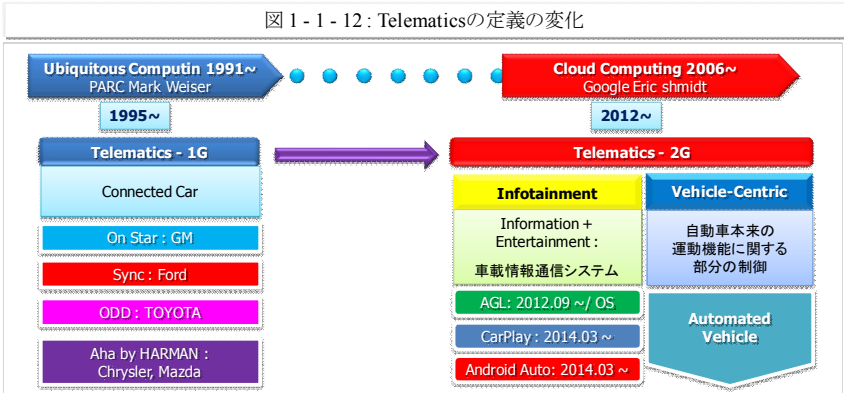 図 1 - 1 - 12 : Telematicsの定義の変化
Ubiquitous Computin 1991~
PARC Mark Weiser
Cloud Computing 2006~
Google Eric shmidt
1995~
2012~
Telematics - 1G
Telematics - 2G
Connected Car
On Star : GM
Sync : Ford
ODD : TOYOTA
Aha by HARMAN :
Chrysler, Mazda
Infotainment
Information +
Entertainment :
車載情報通信システム
AGL: 2012.09 ~/ OS
CarPlay : 2014.03 ~
Android Auto: 2014.03 ~
Vehicle-Centric
自動車本来の
運動機能に関する
部分の制御
Automated
Vehicle